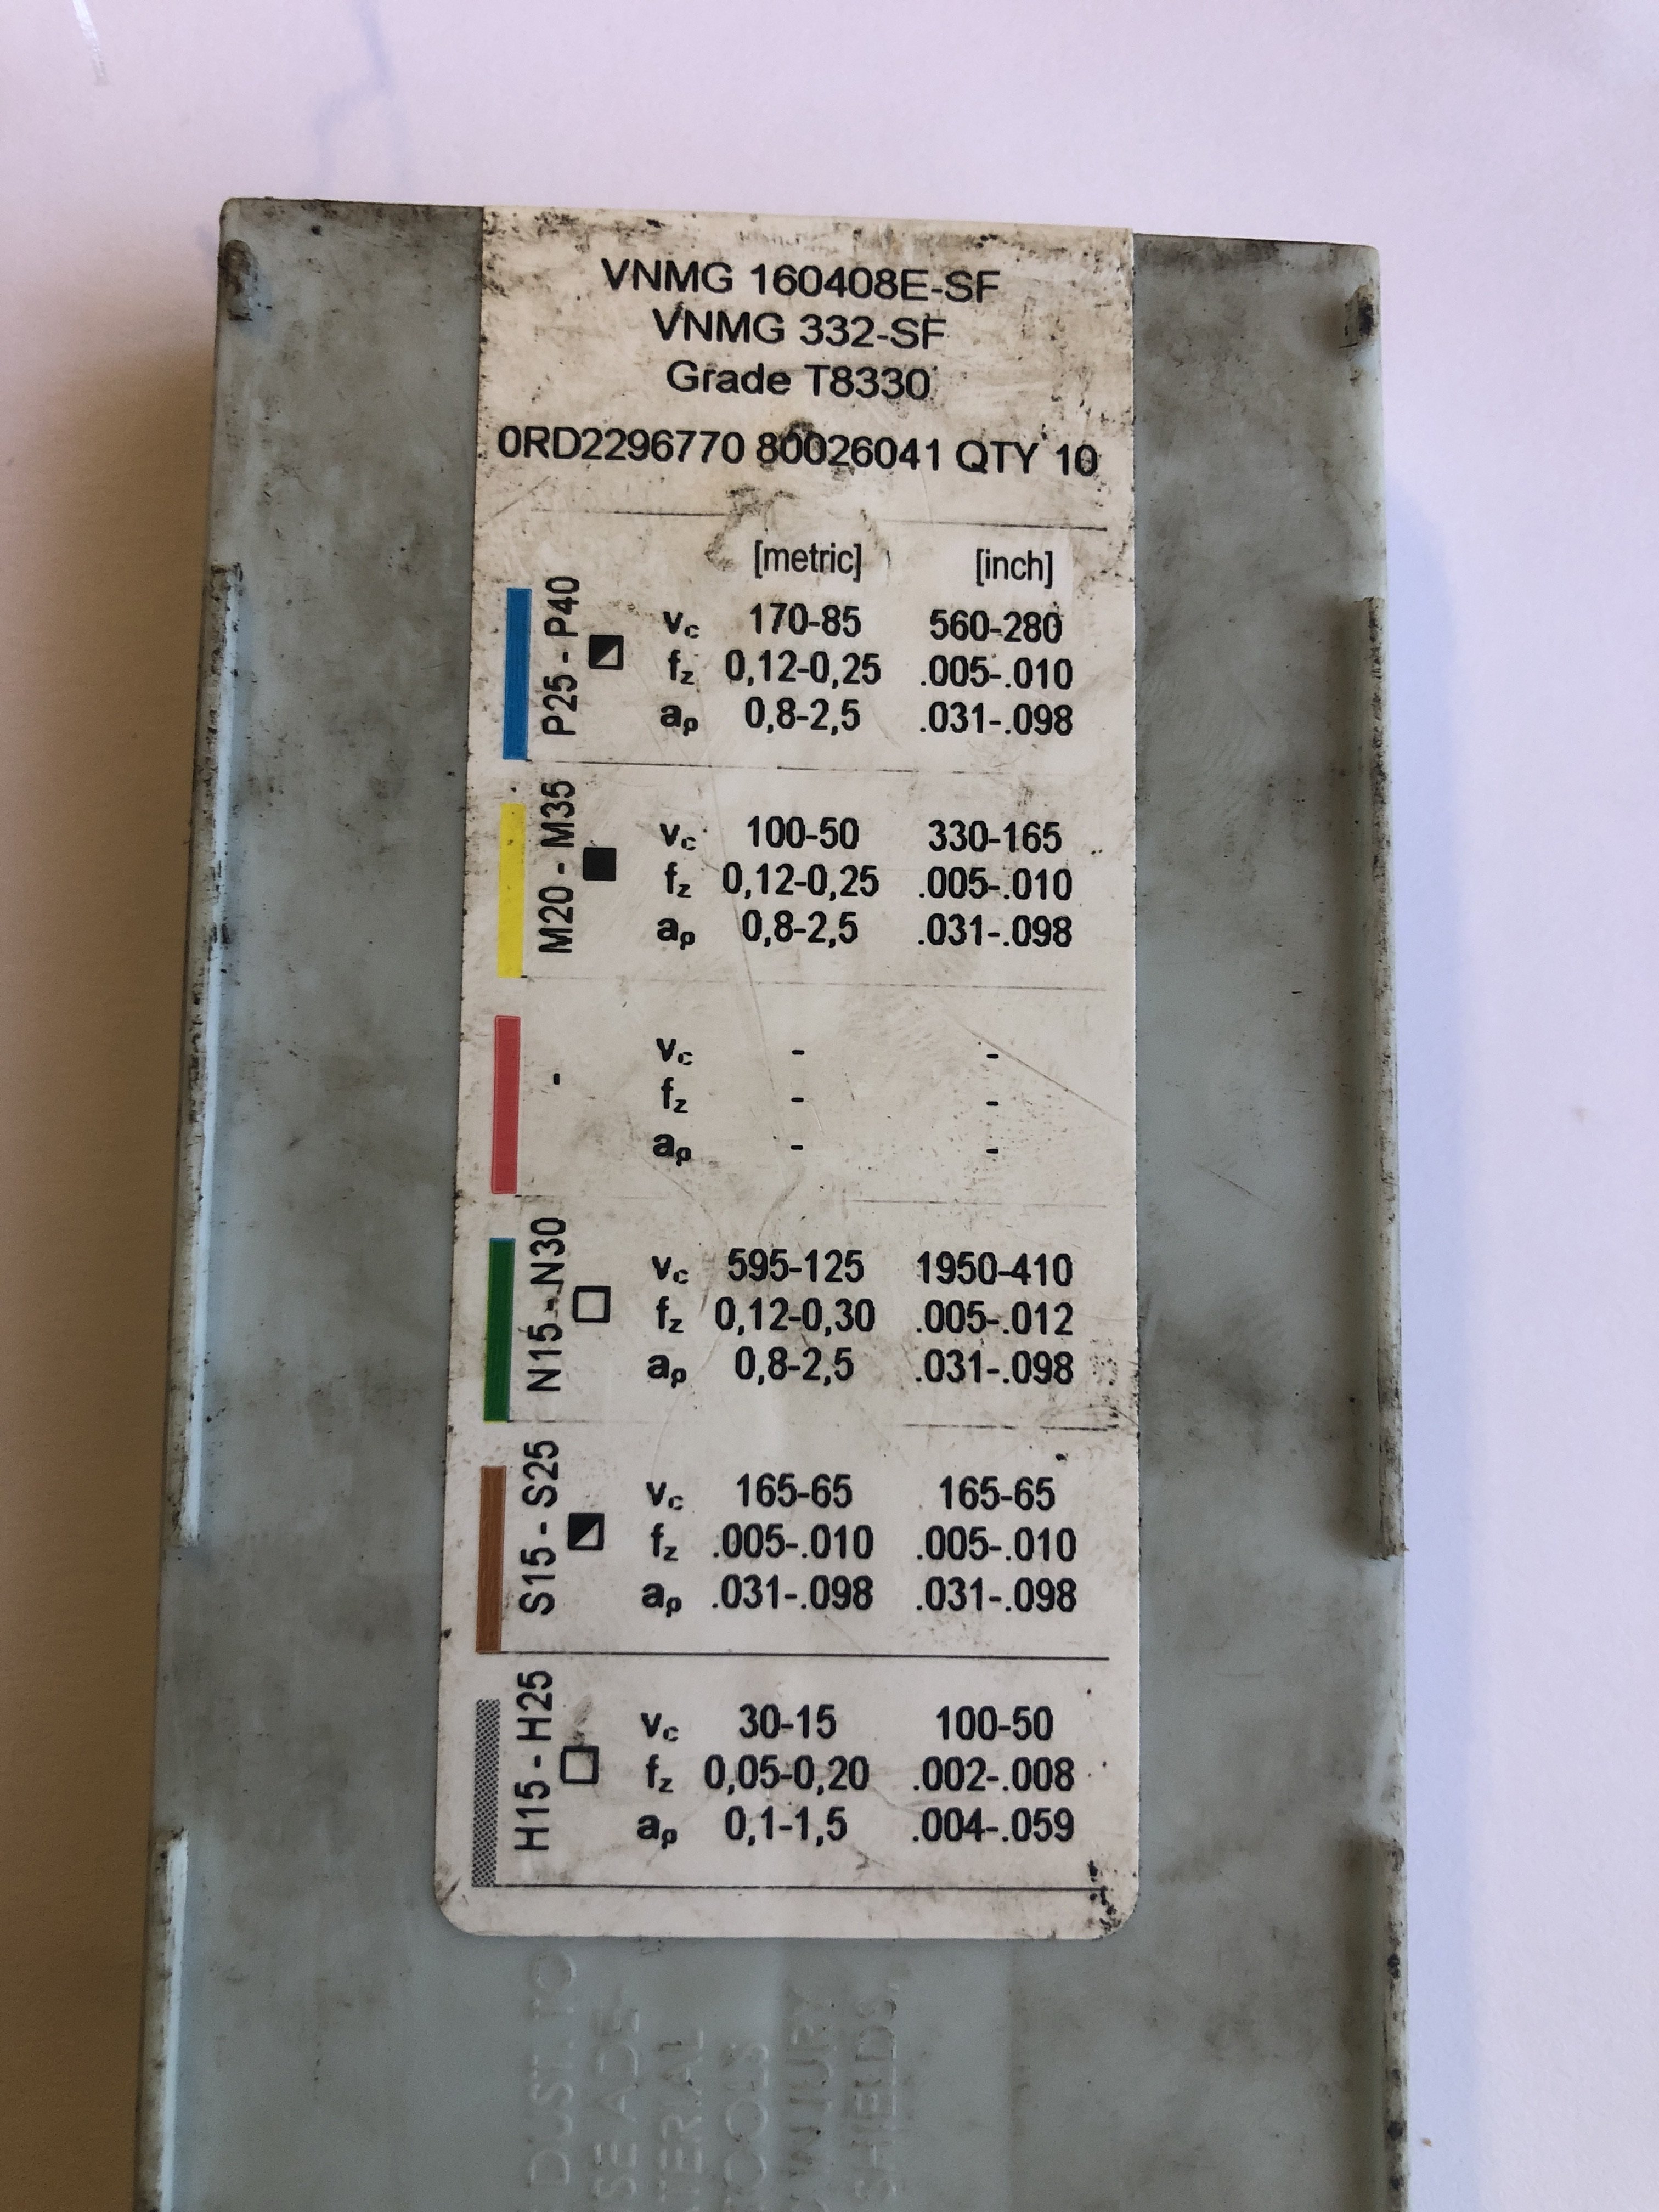 VNMG 160408E-SF
VNMG 332-SF
Grade T8330
0RD2296770 80026041 QTY 10
[metric] [inch]
P25 - P40
vc 170-85 560-280
fz 0,12-0,25 .005-.010
ap 0,8-2,5 .031-.098
M20 - M35
vc 100-50 330-165
fz 0,12-0,25 .005-.010
ap 0,8-2,5 .031-.098
-
vc - -
fz - -
ap - -
N15 - N30
vc 595-125 1950-410
fz 0,12-0,30 .005-.012
ap 0,8-2,5 .031-.098
S15 - S25
vc 165-65 165-65
fz .005-.010 .005-.010
ap .031-.098 .031-.098
H15 - H25
vc 30-15 100-50
fz 0,05-0,20 .002-.008
ap 0,1-1,5 .004-.059
DUST. TO
TOOLS
INJURY
SHIELDS,